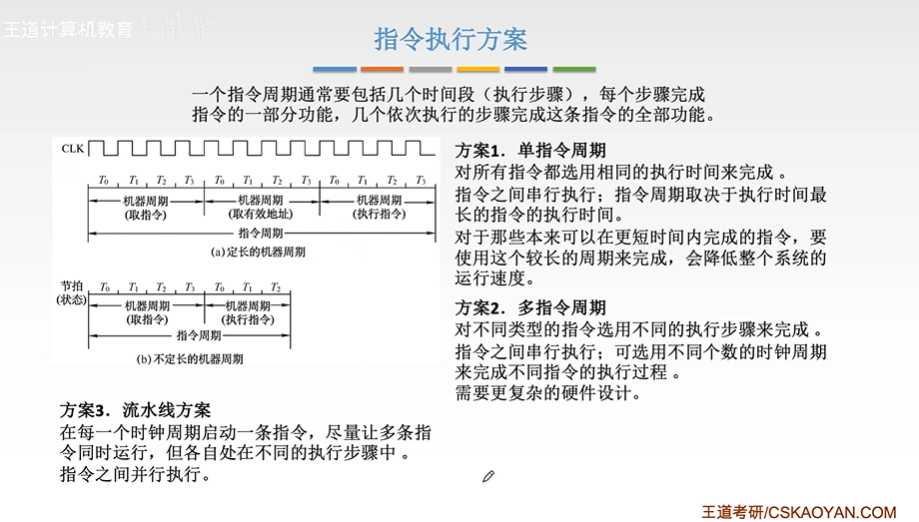 王道计算机教育
指令执行方案
一个指令周期通常要包括几个时间段（执行步骤），每个步骤完成
指令的一部分功能，几个依次执行的步骤完成这条指令的全部功能。
CLK
T0 T1 T2 T3 T0 T1 T2 T3 T0 T1 T2 T3
机器周期 机器周期 机器周期
(取指令) (取有效地址) (执行指令)
指令周期
(a)定长的机器周期
节拍
(状态)
T0 T1 T2 T3 T0 T1 T2
机器周期 机器周期
(取指令) (执行指令)
指令周期
(b)不定长的机器周期
方案1．单指令周期
对所有指令都选用相同的执行时间来完成 。
指令之间串行执行；指令周期取决于执行时间最
长的指令的执行时间。
对于那些本来可以在更短时间内完成的指令，要
使用这个较长的周期来完成，会降低整个系统的
运行速度。
方案2．多指令周期
对不同类型的指令选用不同的执行步骤来完成 。
指令之间串行执行；可选用不同个数的时钟周期
来完成不同指令的执行过程 。
需要更复杂的硬件设计。
方案3．流水线方案
在每一个时钟周期启动一条指令，尽量让多条指
令同时运行，但各自处在不同的执行步骤中 。
指令之间并行执行。
王道考研/CSKAOYAN.COM